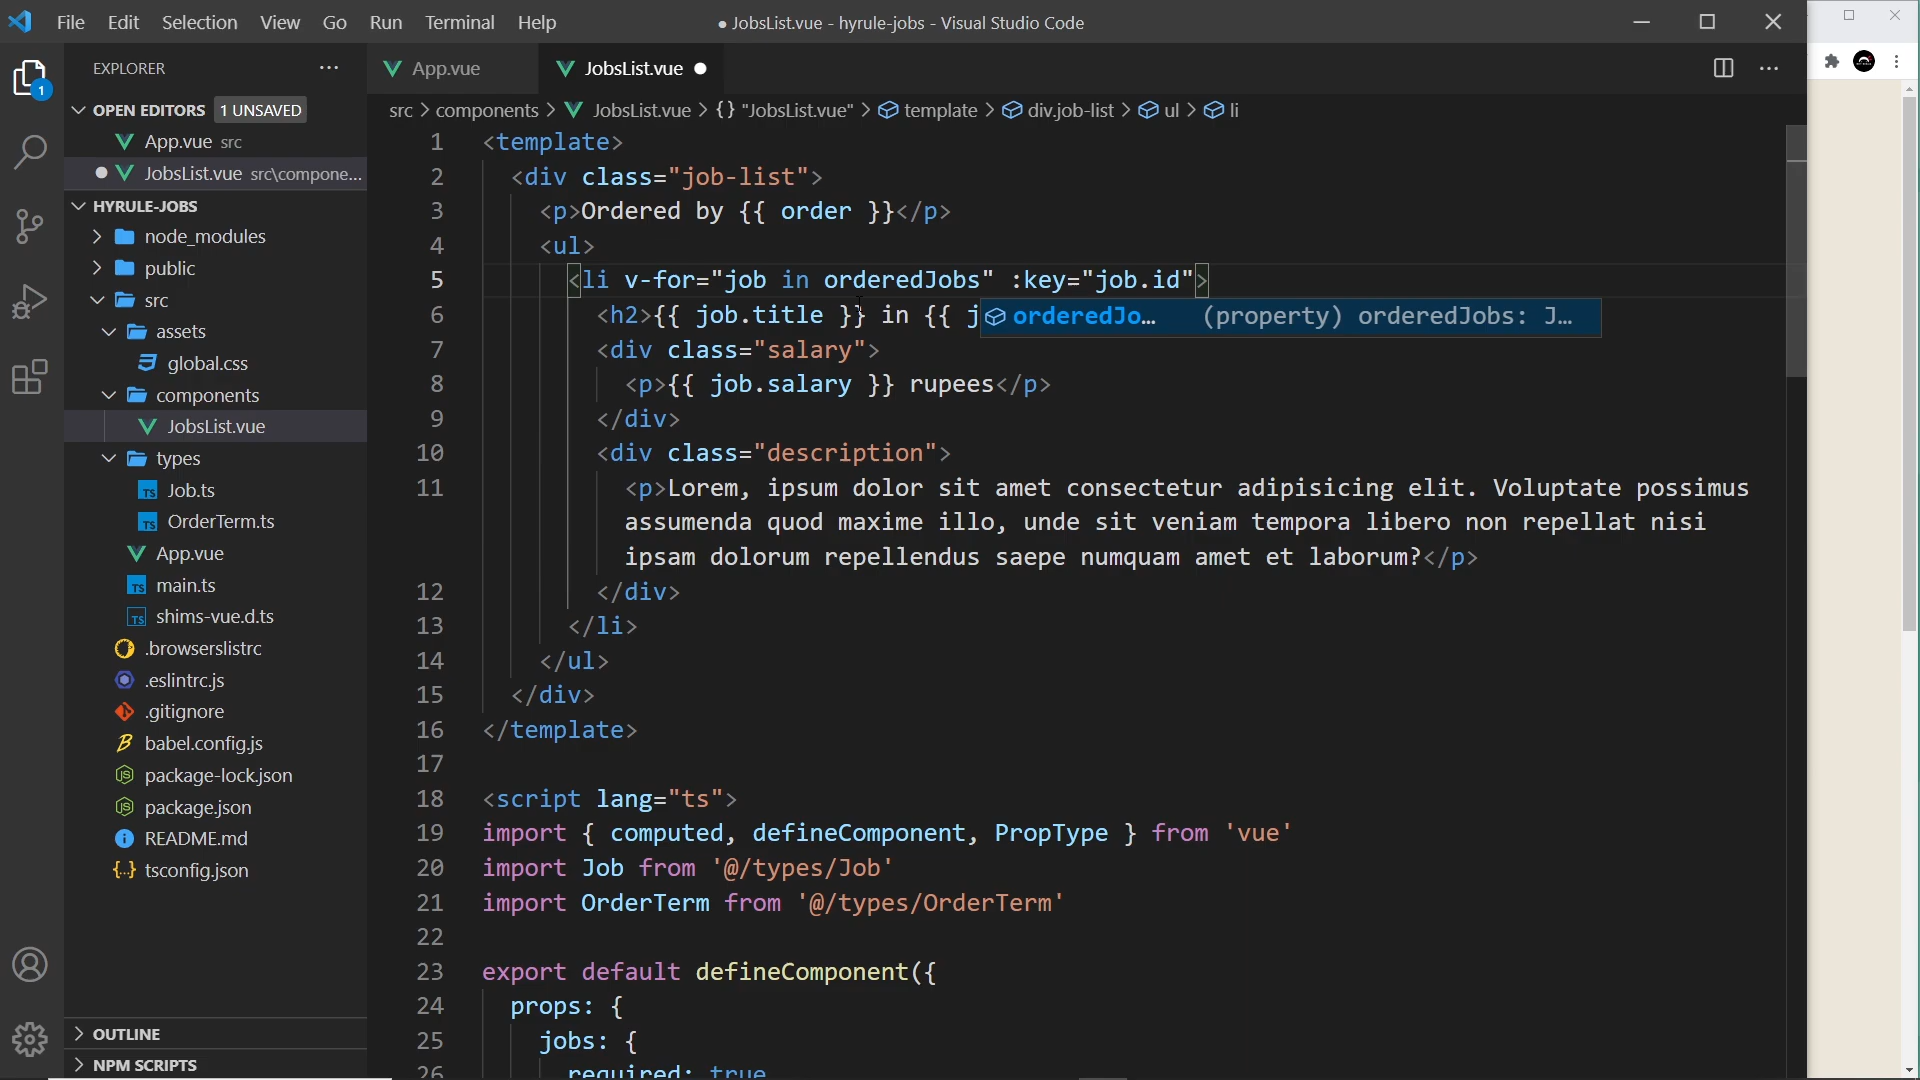 File Edit Selection View Go Run Terminal Help
● JobsList.vue - hyrule-jobs - Visual Studio Code
EXPLORER
OPEN EDITORS 1 UNSAVED
App.vue src
JobsList.vue src\compone...
HYRULE-JOBS
node_modules
public
src
assets
global.css
components
JobsList.vue
types
Job.ts
OrderTerm.ts
App.vue
main.ts
shims-vue.d.ts
.browserslistrc
.eslintrc.js
.gitignore
babel.config.js
package-lock.json
package.json
README.md
tsconfig.json
OUTLINE
NPM SCRIPTS
App.vue JobsList.vue
src > components > JobsList.vue > {} "JobsList.vue" > template > div.job-list > ul > li
1 <template>
2 <div class="job-list">
3 <p>Ordered by {{ order }}</p>
4 <ul>
5 <li v-for="job in orderedJobs" :key="job.id">
6 <h2>{{ job.title }} in {{ j
orderedJo... (property) orderedJobs: J...
7 <div class="salary">
8 <p>{{ job.salary }} rupees</p>
9 </div>
10 <div class="description">
11 <p>Lorem, ipsum dolor sit amet consectetur adipisicing elit. Voluptate possimus
assumenda quod maxime illo, unde sit veniam tempora libero non repellat nisi
ipsam dolorum repellendus saepe numquam amet et laborum?</p>
12 </div>
13 </li>
14 </ul>
15 </div>
16 </template>
17
18 <script lang="ts">
19 import { computed, defineComponent, PropType } from 'vue'
20 import Job from '@/types/Job'
21 import OrderTerm from '@/types/OrderTerm'
22
23 export default defineComponent({
24 props: {
25 jobs: {
26 required: true